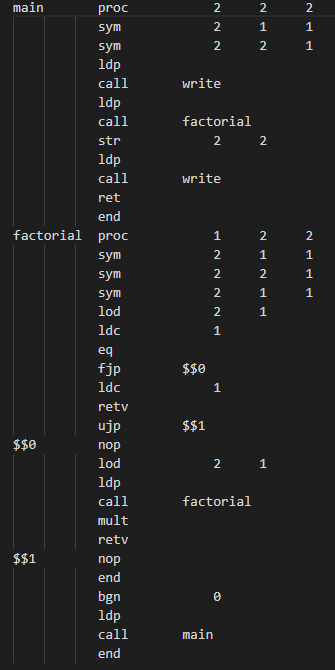 main proc 2 2 2
sym 2 1 1
sym 2 2 1
ldp
call write
ldp
call factorial
str 2 2
ldp
call write
ret
end
factorial proc 1 2 2
sym 2 1 1
sym 2 2 1
sym 2 1 1
lod 2 1
ldc 1
eq
fjp $$0
ldc 1
retv
ujp $$1
$$0 nop
lod 2 1
ldp
call factorial
mult
retv
$$1 nop
end
bgn 0
ldp
call main
end